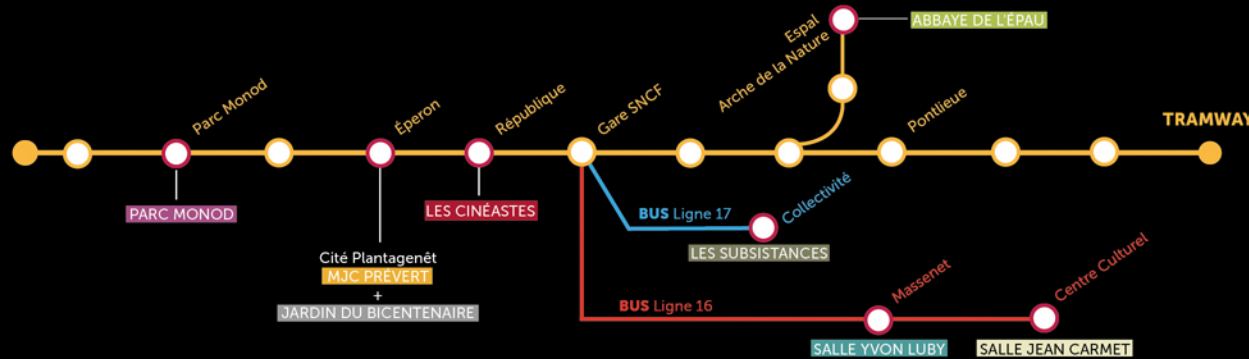 Espal
Arche de la Nature
ABBAYE DE L'ÉPAU
Parc Monod
Éperon
République
Gare SNCF
Pontlieue
TRAMWAY
PARC MONOD
LES CINÉASTES
BUS Ligne 17
Collectivité
LES SUBSISTANCES
Cité Plantagenêt
MJC PRÉVERT
+
JARDIN DU BICENTENAIRE
BUS Ligne 16
Massenet
Centre Culturel
SALLE YVON LUBY
SALLE JEAN CARMET